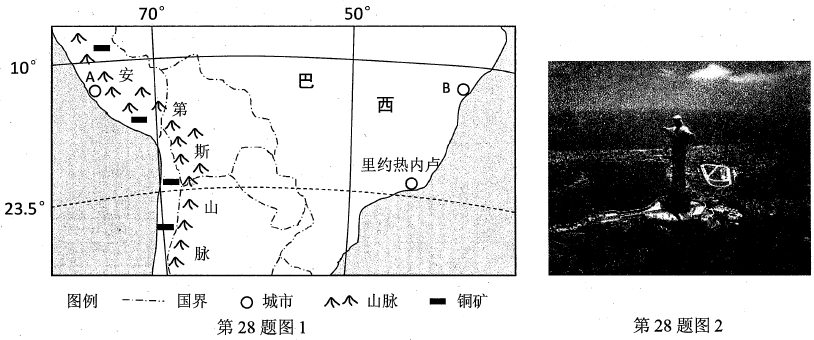 70°
50°
10°
A
安
第
斯
山
脉
巴
西
B
里约热内卢
23.5°
图例
国界
城市
山脉
铜矿
第28题图1
第28题图2